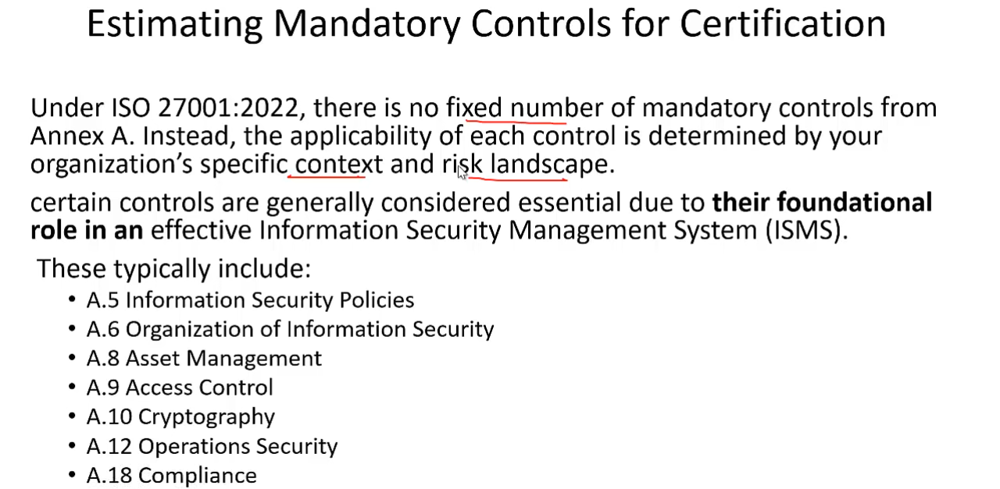 Estimating Mandatory Controls for Certification
Under ISO 27001:2022, there is no fixed number of mandatory controls from
Annex A. Instead, the applicability of each control is determined by your
organization’s specific context and risk landscape.
certain controls are generally considered essential due to their foundational
role in an effective Information Security Management System (ISMS).
These typically include:
• A.5 Information Security Policies
• A.6 Organization of Information Security
• A.8 Asset Management
• A.9 Access Control
• A.10 Cryptography
• A.12 Operations Security
• A.18 Compliance